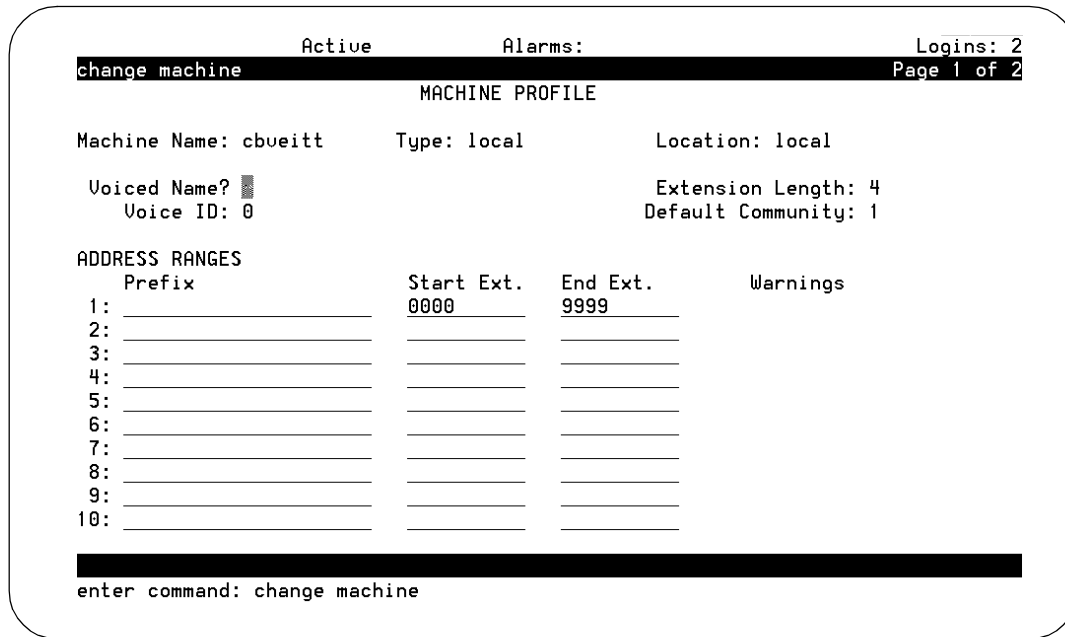 Active Alarms: Logins: 2
change machine Page 1 of 2
MACHINE PROFILE
Machine Name: cbveitt Type: local Location: local
Voiced Name? Extension Length: 4
Voice ID: 0 Default Community: 1
ADDRESS RANGES
Prefix Start Ext. End Ext. Warnings
1: 0000 9999
2:
3:
4:
5:
6:
7:
8:
9:
10:
enter command: change machine